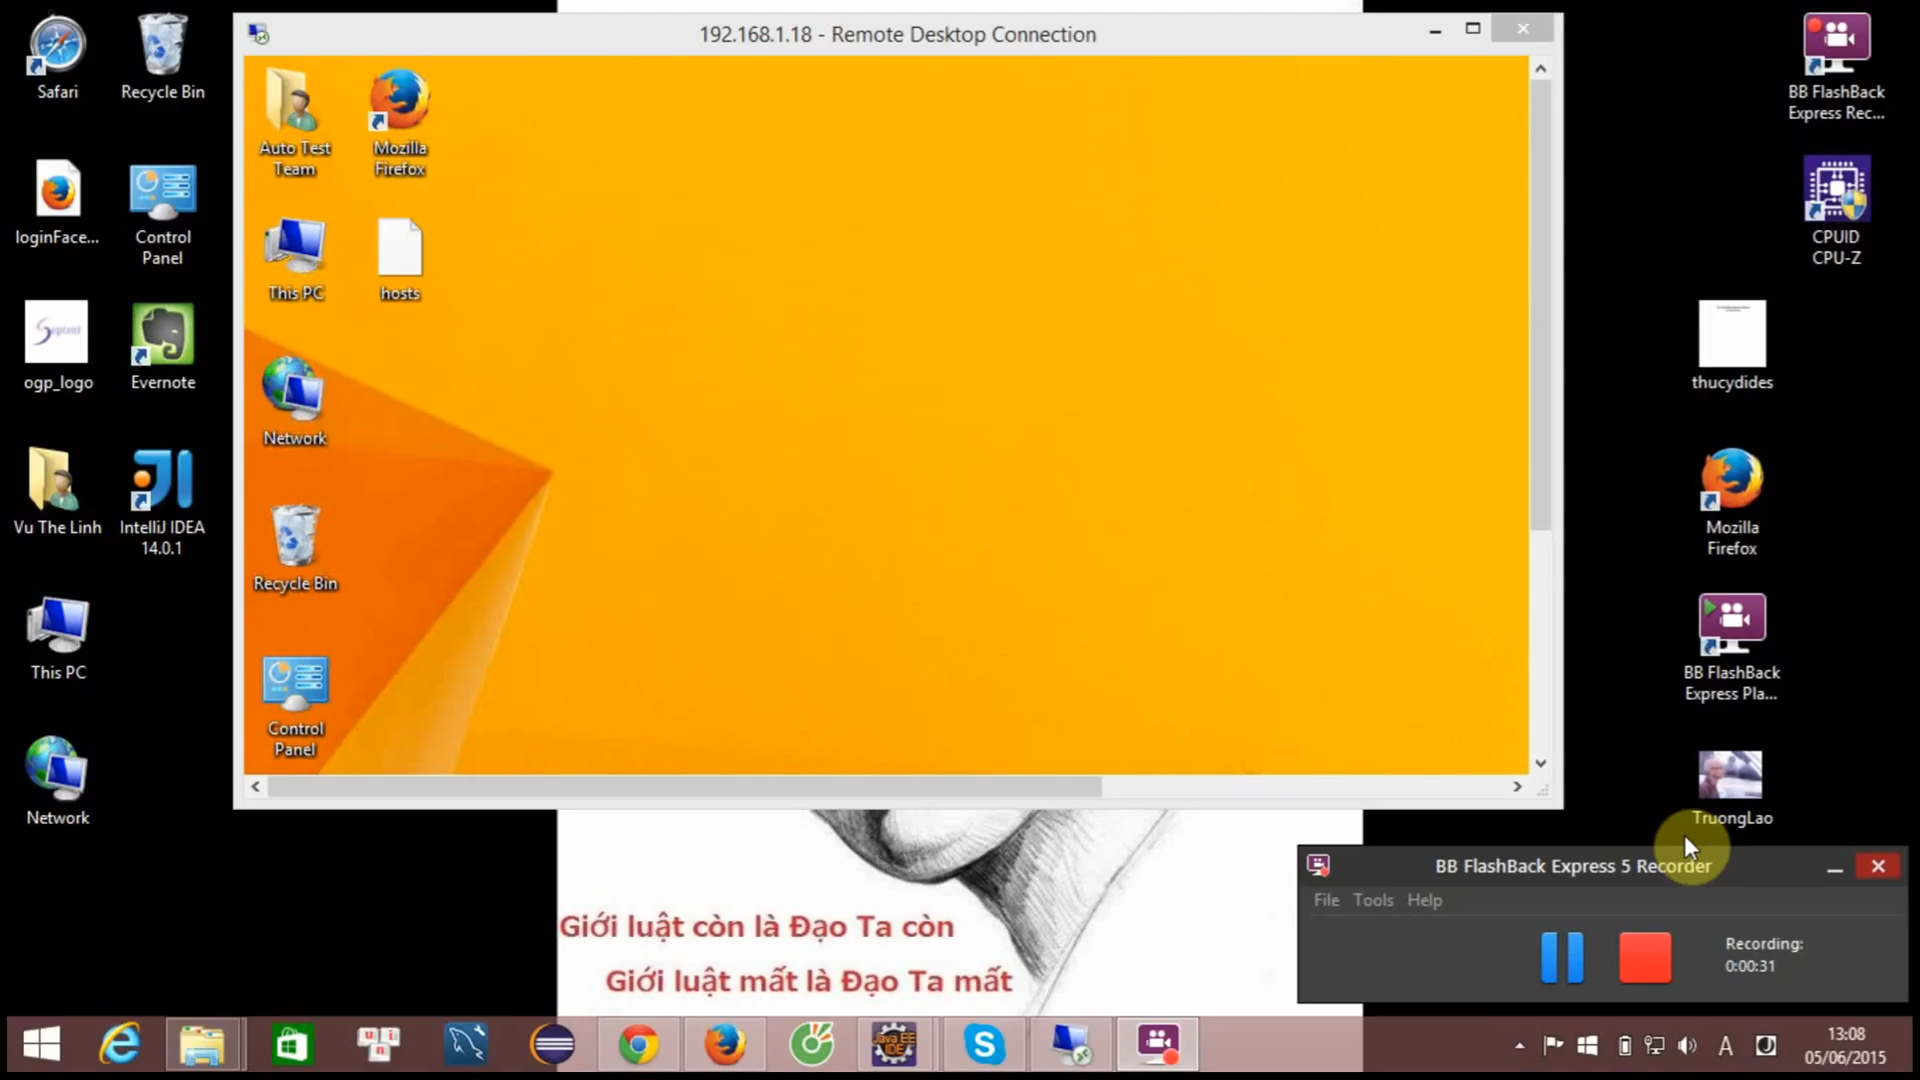 192.168.1.18 - Remote Desktop Connection
Safari
Recycle Bin
loginFace...
Control
Panel
ogp_logo
Evernote
Vu The Linh
IntelliJ IDEA
14.0.1
This PC
Network
Auto Test
Team
Mozilla
Firefox
This PC
hosts
Network
Recycle Bin
Control
Panel
BB FlashBack
Express Rec...
CPUID
CPU-Z
thucydides
Mozilla
Firefox
BB FlashBack
Express Pla...
TruongLao
Giới luật còn là Đạo Ta còn
Giới luật mất là Đạo Ta mất
BB FlashBack Express 5 Recorder
File Tools Help
Recording:
0:00:31
Java EE
IDE
A
13:08
05/06/2015